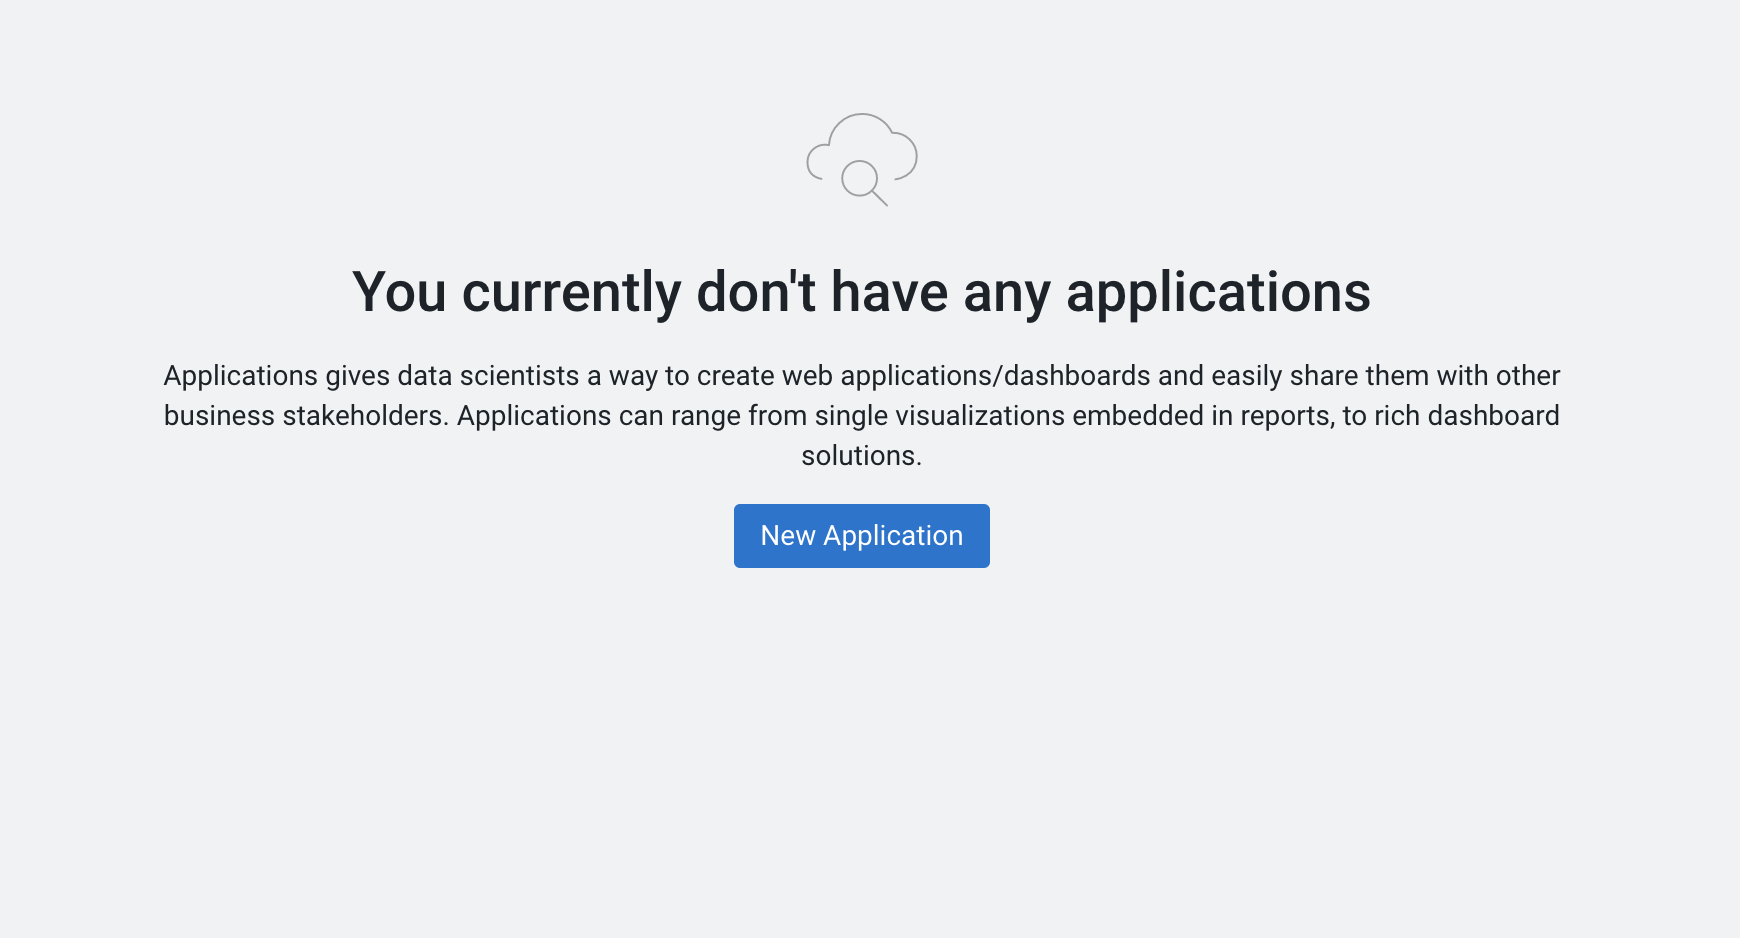 You currently don't have any applications
Applications gives data scientists a way to create web applications/dashboards and easily share them with other
business stakeholders. Applications can range from single visualizations embedded in reports, to rich dashboard
solutions.
New Application